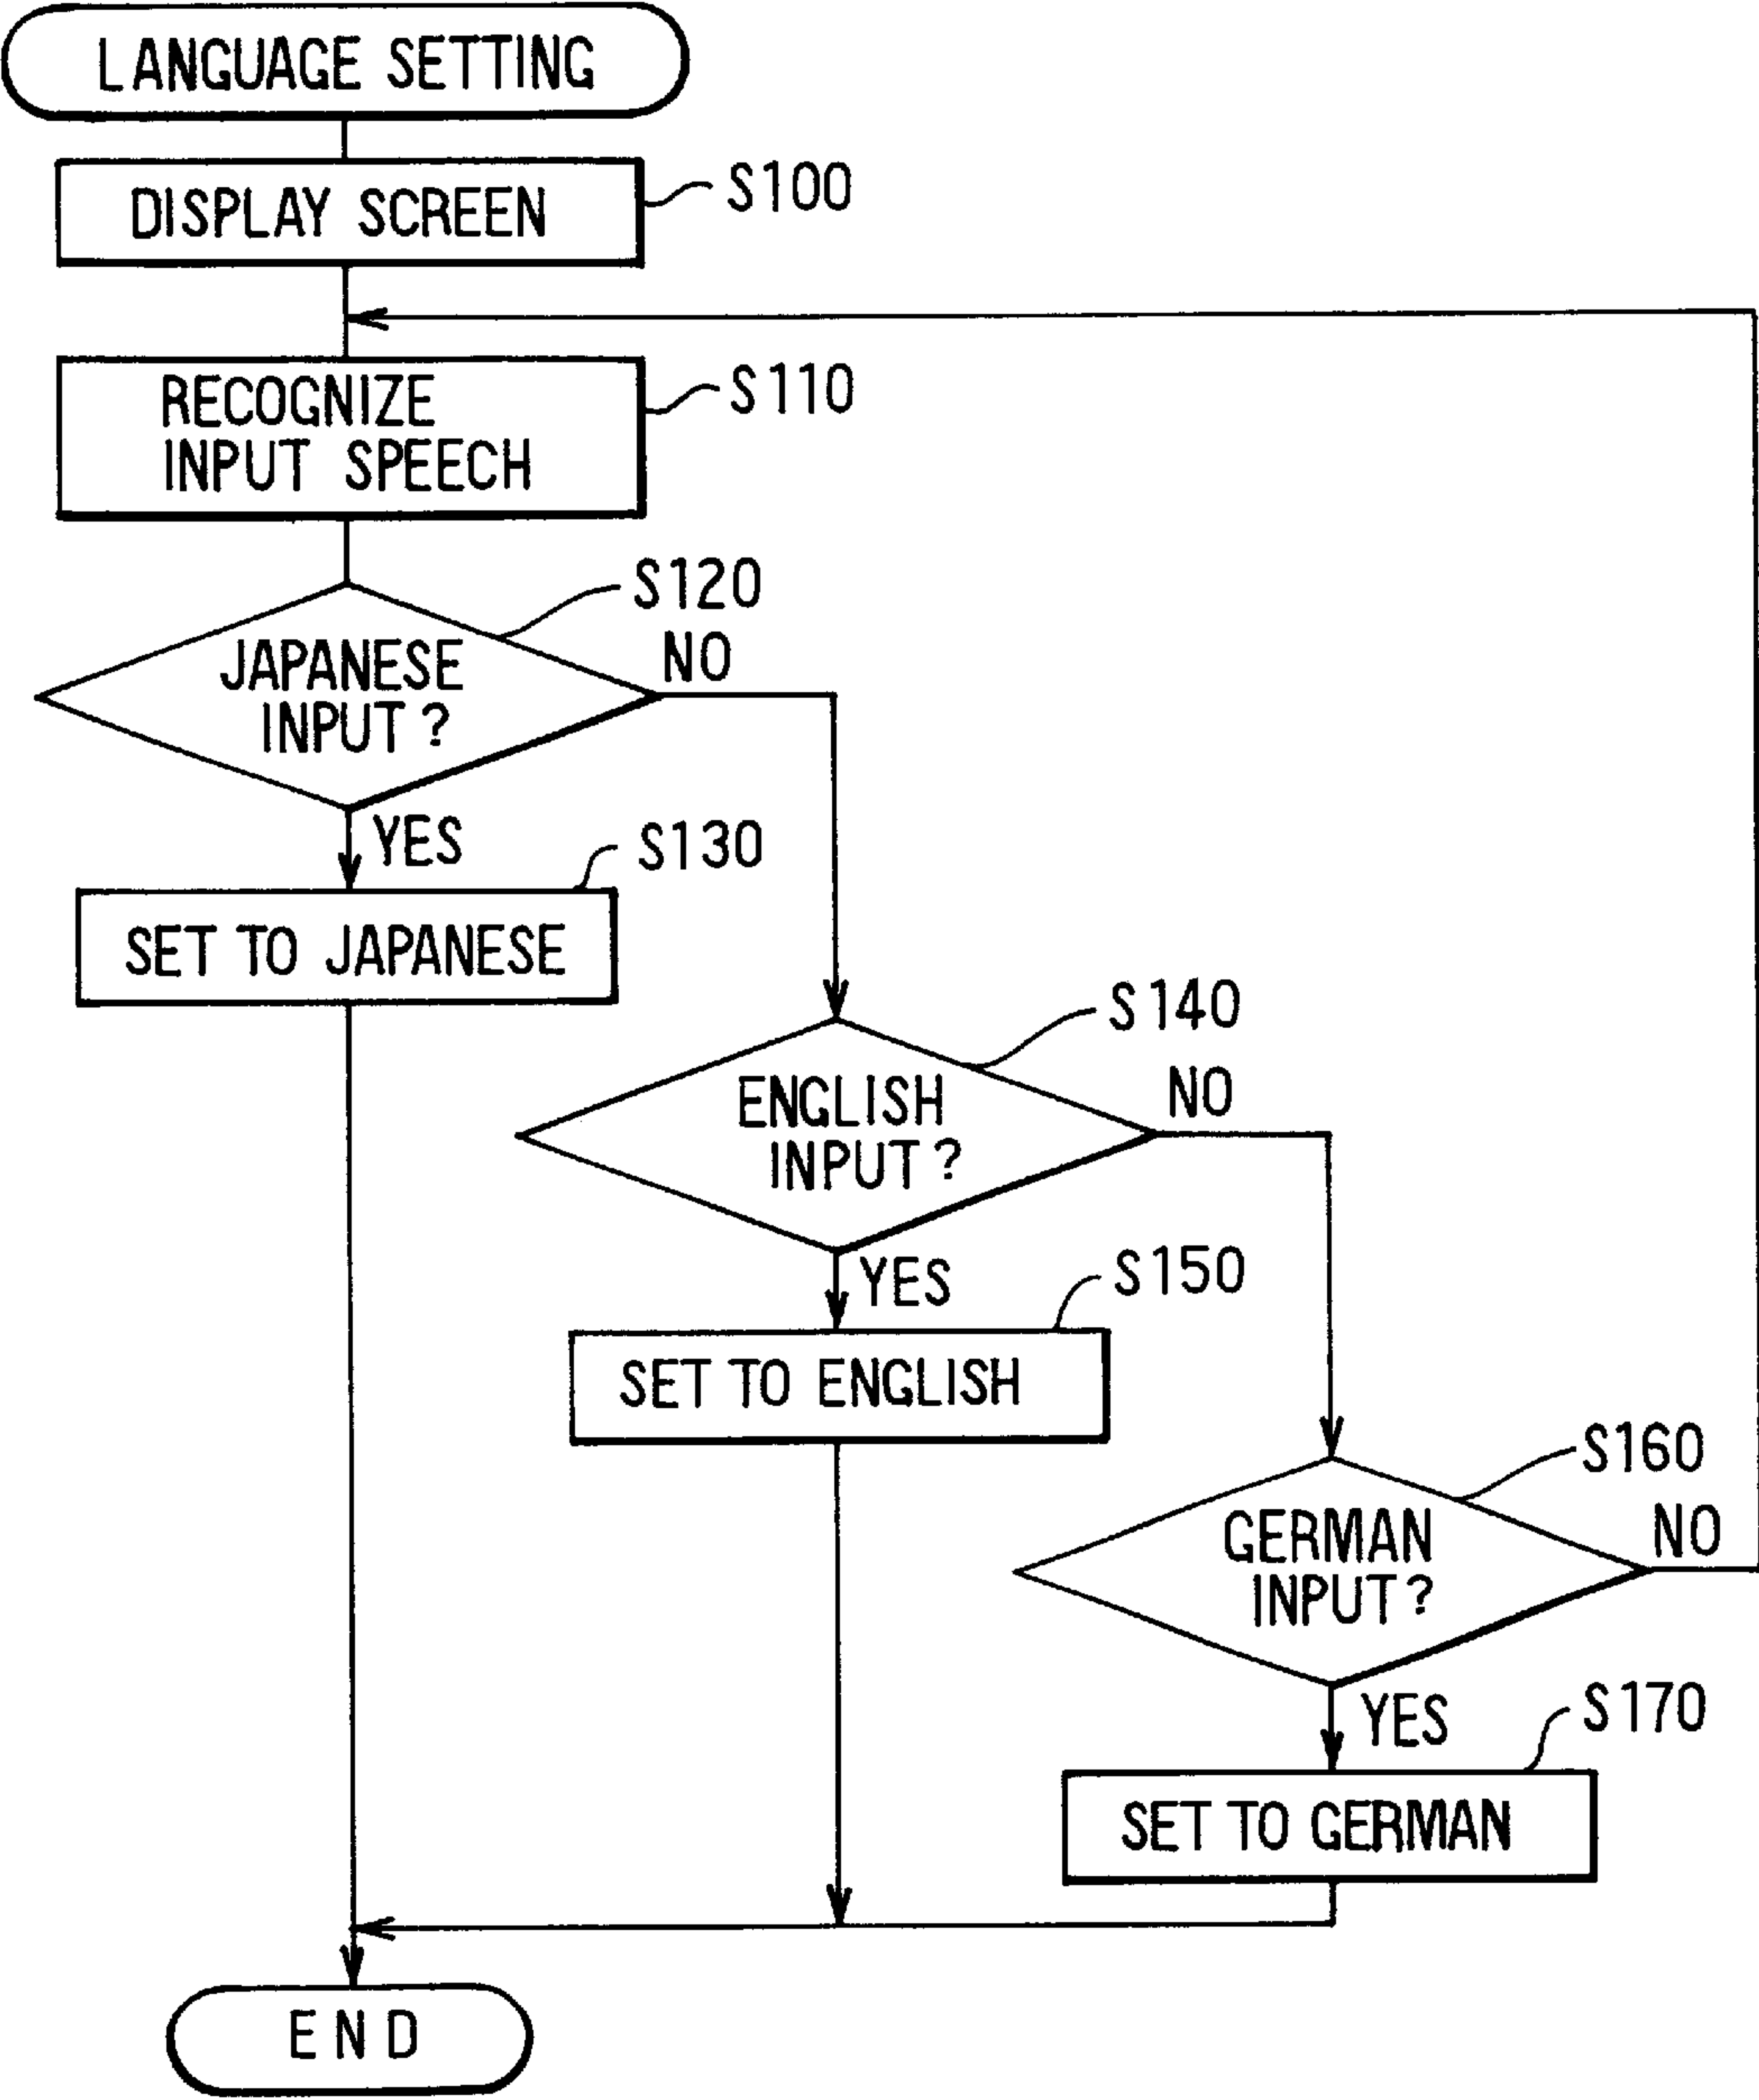 LANGUAGE SETTING
DISPLAY SCREEN
S100
RECOGNIZE
INPUT SPEECH
S110
S120
JAPANESE
INPUT?
NO
YES
S130
SET TO JAPANESE
S140
ENGLISH
INPUT?
NO
YES
S150
SET TO ENGLISH
S160
GERMAN
INPUT?
NO
YES
S170
SET TO GERMAN
END